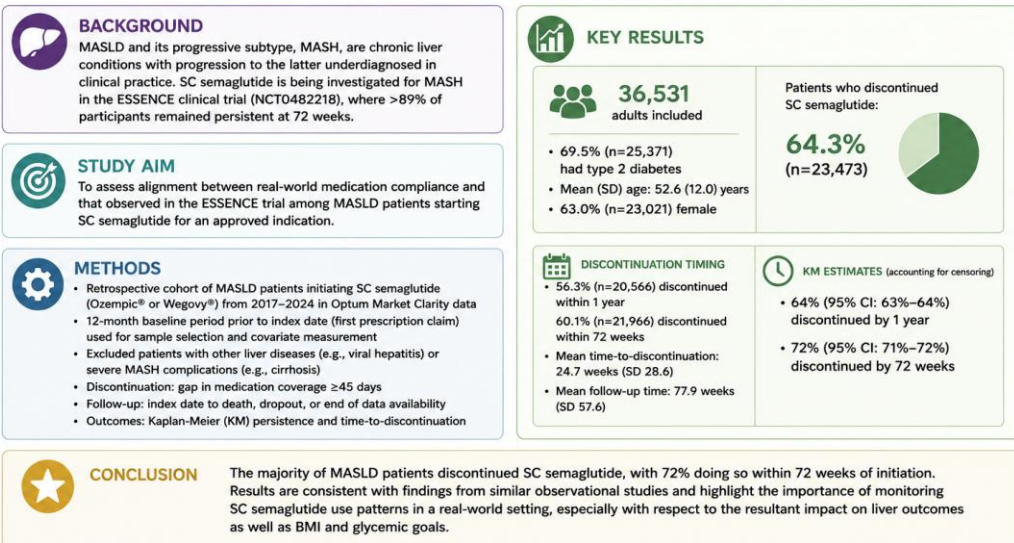 BACKGROUND
MASLD and its progressive subtype, MASH, are chronic liver
conditions with progression to the latter underdiagnosed in
clinical practice. SC semaglutide is being investigated for MASH
in the ESSENCE clinical trial (NCT0482218), where >89% of
participants remained persistent at 72 weeks.
STUDY AIM
To assess alignment between real-world medication compliance and
that observed in the ESSENCE trial among MASLD patients starting
SC semaglutide for an approved indication.
METHODS
• Retrospective cohort of MASLD patients initiating SC semaglutide
(Ozempic® or Wegovy®) from 2017–2024 in Optum Market Clarity data
• 12-month baseline period prior to index date (first prescription claim)
used for sample selection and covariate measurement
• Excluded patients with other liver diseases (e.g., viral hepatitis) or
severe MASH complications (e.g., cirrhosis)
• Discontinuation: gap in medication coverage ≥45 days
• Follow-up: index date to death, dropout, or end of data availability
• Outcomes: Kaplan-Meier (KM) persistence and time-to-discontinuation
KEY RESULTS
36,531
adults included
• 69.5% (n=25,371)
had type 2 diabetes
• Mean (SD) age: 52.6 (12.0) years
• 63.0% (n=23,021) female
Patients who discontinued
SC semaglutide:
64.3%
(n=23,473)
DISCONTINUATION TIMING
• 56.3% (n=20,566) discontinued
within 1 year
60.1% (n=21,966) discontinued
within 72 weeks
• Mean time-to-discontinuation:
24.7 weeks (SD 28.6)
• Mean follow-up time: 77.9 weeks
(SD 57.6)
KM ESTIMATES (accounting for censoring)
• 64% (95% CI: 63%–64%)
discontinued by 1 year
• 72% (95% CI: 71%–72%)
discontinued by 72 weeks
CONCLUSION
The majority of MASLD patients discontinued SC semaglutide, with 72% doing so within 72 weeks of initiation.
Results are consistent with findings from similar observational studies and highlight the importance of monitoring
SC semaglutide use patterns in a real-world setting, especially with respect to the resultant impact on liver outcomes
as well as BMI and glycemic goals.